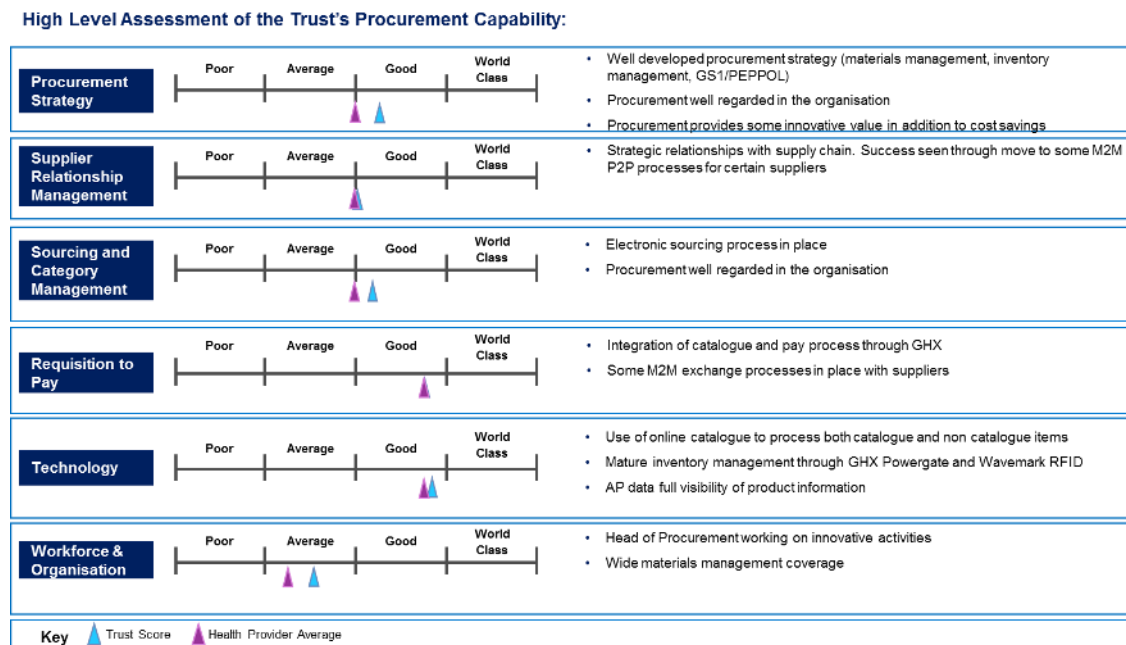 High Level Assessment of the Trust's Procurement Capability:
Procurement
Strategy
Poor
Average
Good
World
Class
• Well developed procurement strategy (materials management, inventory
management, GS1/PEPPOL)
• Procurement well regarded in the organisation
• Procurement provides some innovative value in addition to cost savings
Supplier
Relationship
Management
Poor
Average
Good
World
Class
• Strategic relationships with supply chain. Success seen through move to some M2M
P2P processes for certain suppliers
Sourcing and
Category
Management
Poor
Average
Good
World
Class
• Electronic sourcing process in place
• Procurement well regarded in the organisation
Requisition to
Pay
Poor
Average
Good
World
Class
• Integration of catalogue and pay process through GHX
• Some M2M exchange processes in place with suppliers
Technology
Poor
Average
Good
World
Class
• Use of online catalogue to process both catalogue and non catalogue items
• Mature inventory management through GHX Powergate and Wavemark RFID
• AP data full visibility of product information
Workforce &
Organisation
Poor
Average
Good
World
Class
• Head of Procurement working on innovative activities
• Wide materials management coverage
Key Trust Score Health Provider Average